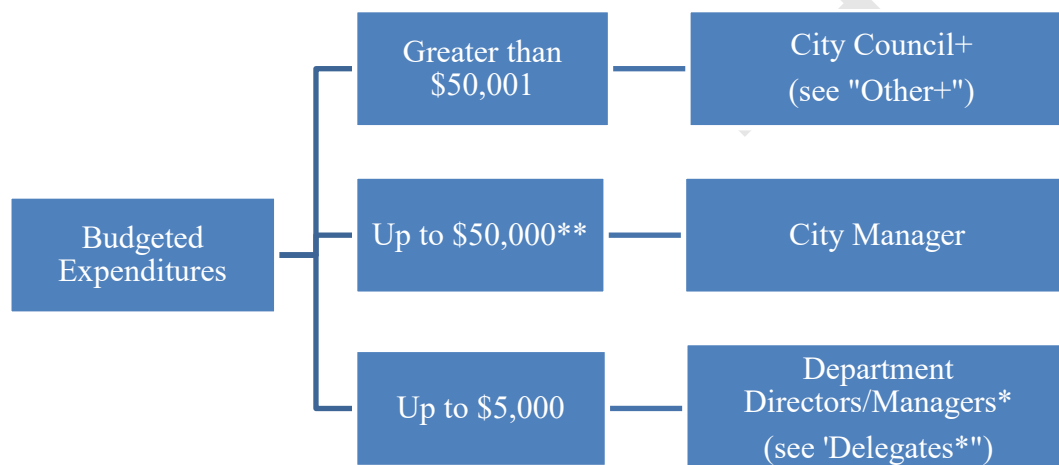 Greater than
$50,001
City Council+
(see "Other+")
Budgeted
Expenditures
Up to $50,000**
City Manager
Up to $5,000
Department
Directors/Managers*
(see 'Delegates*")